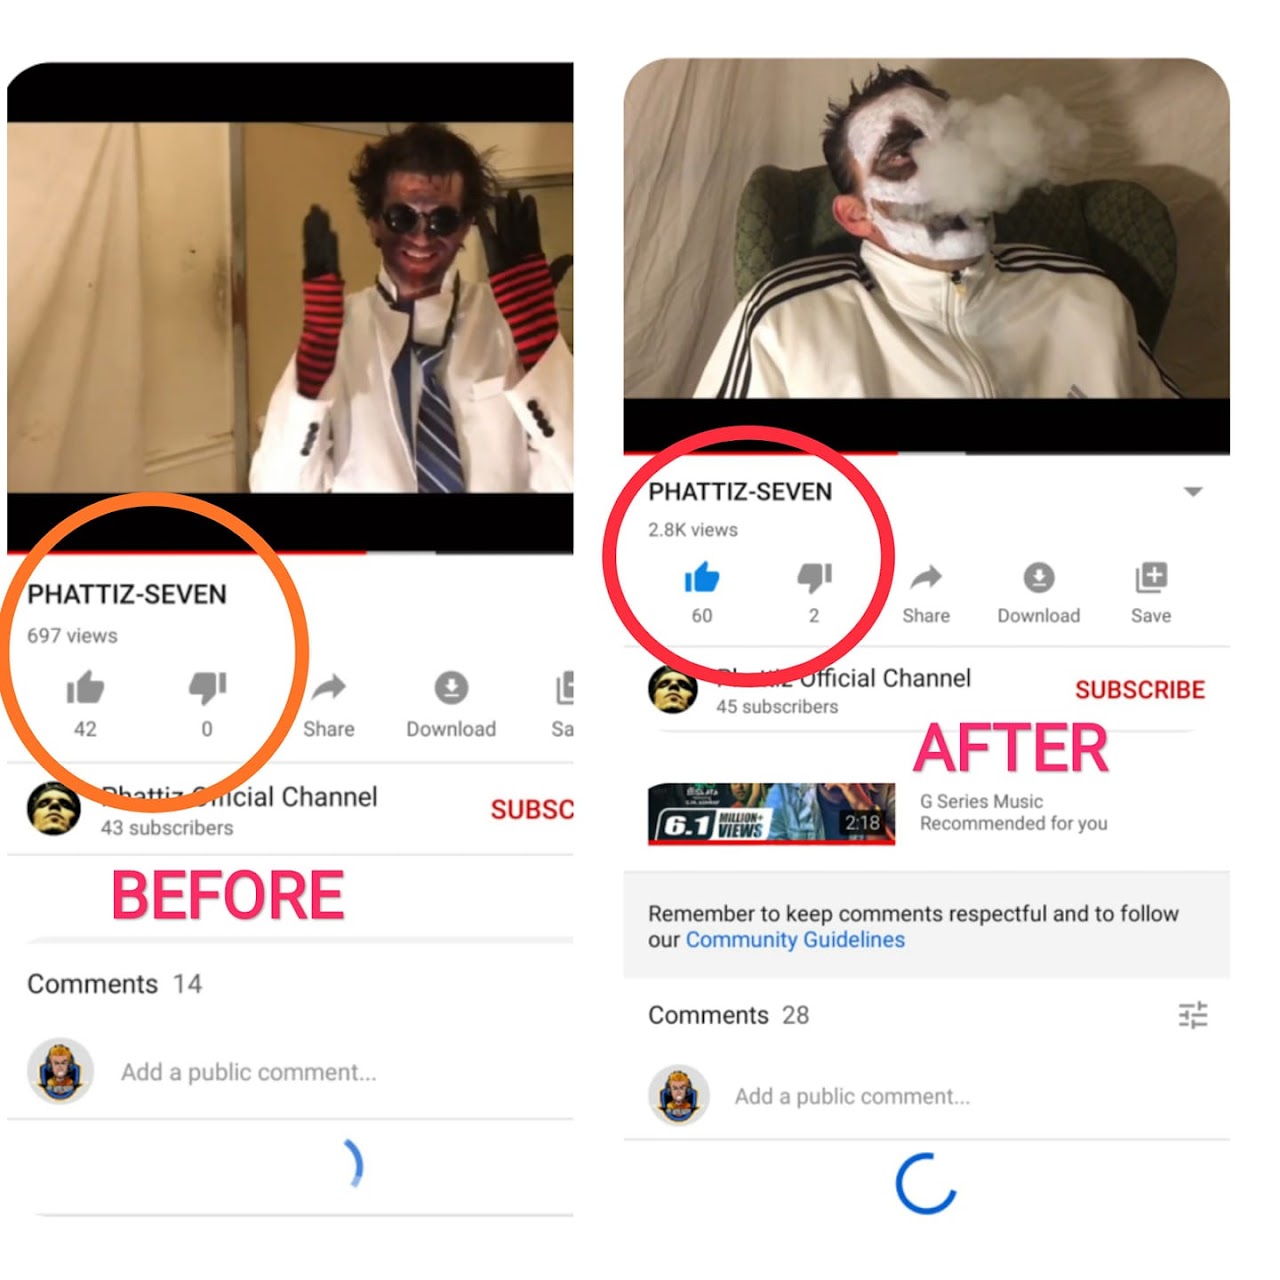 PHATTIZ-SEVEN
697 views
42
0
Share
Download
Sa
Phattiz Official Channel
43 subscribers
SUBSC
BEFORE
Comments 14
Add a public comment...
PHATTIZ-SEVEN
2.8K views
60
2
Share
Download
Save
Phattiz Official Channel
45 subscribers
SUBSCRIBE
AFTER
6.1 MILLION+
VIEWS
2:18
G Series Music
Recommended for you
Remember to keep comments respectful and to follow
our Community Guidelines
Comments 28
Add a public comment...